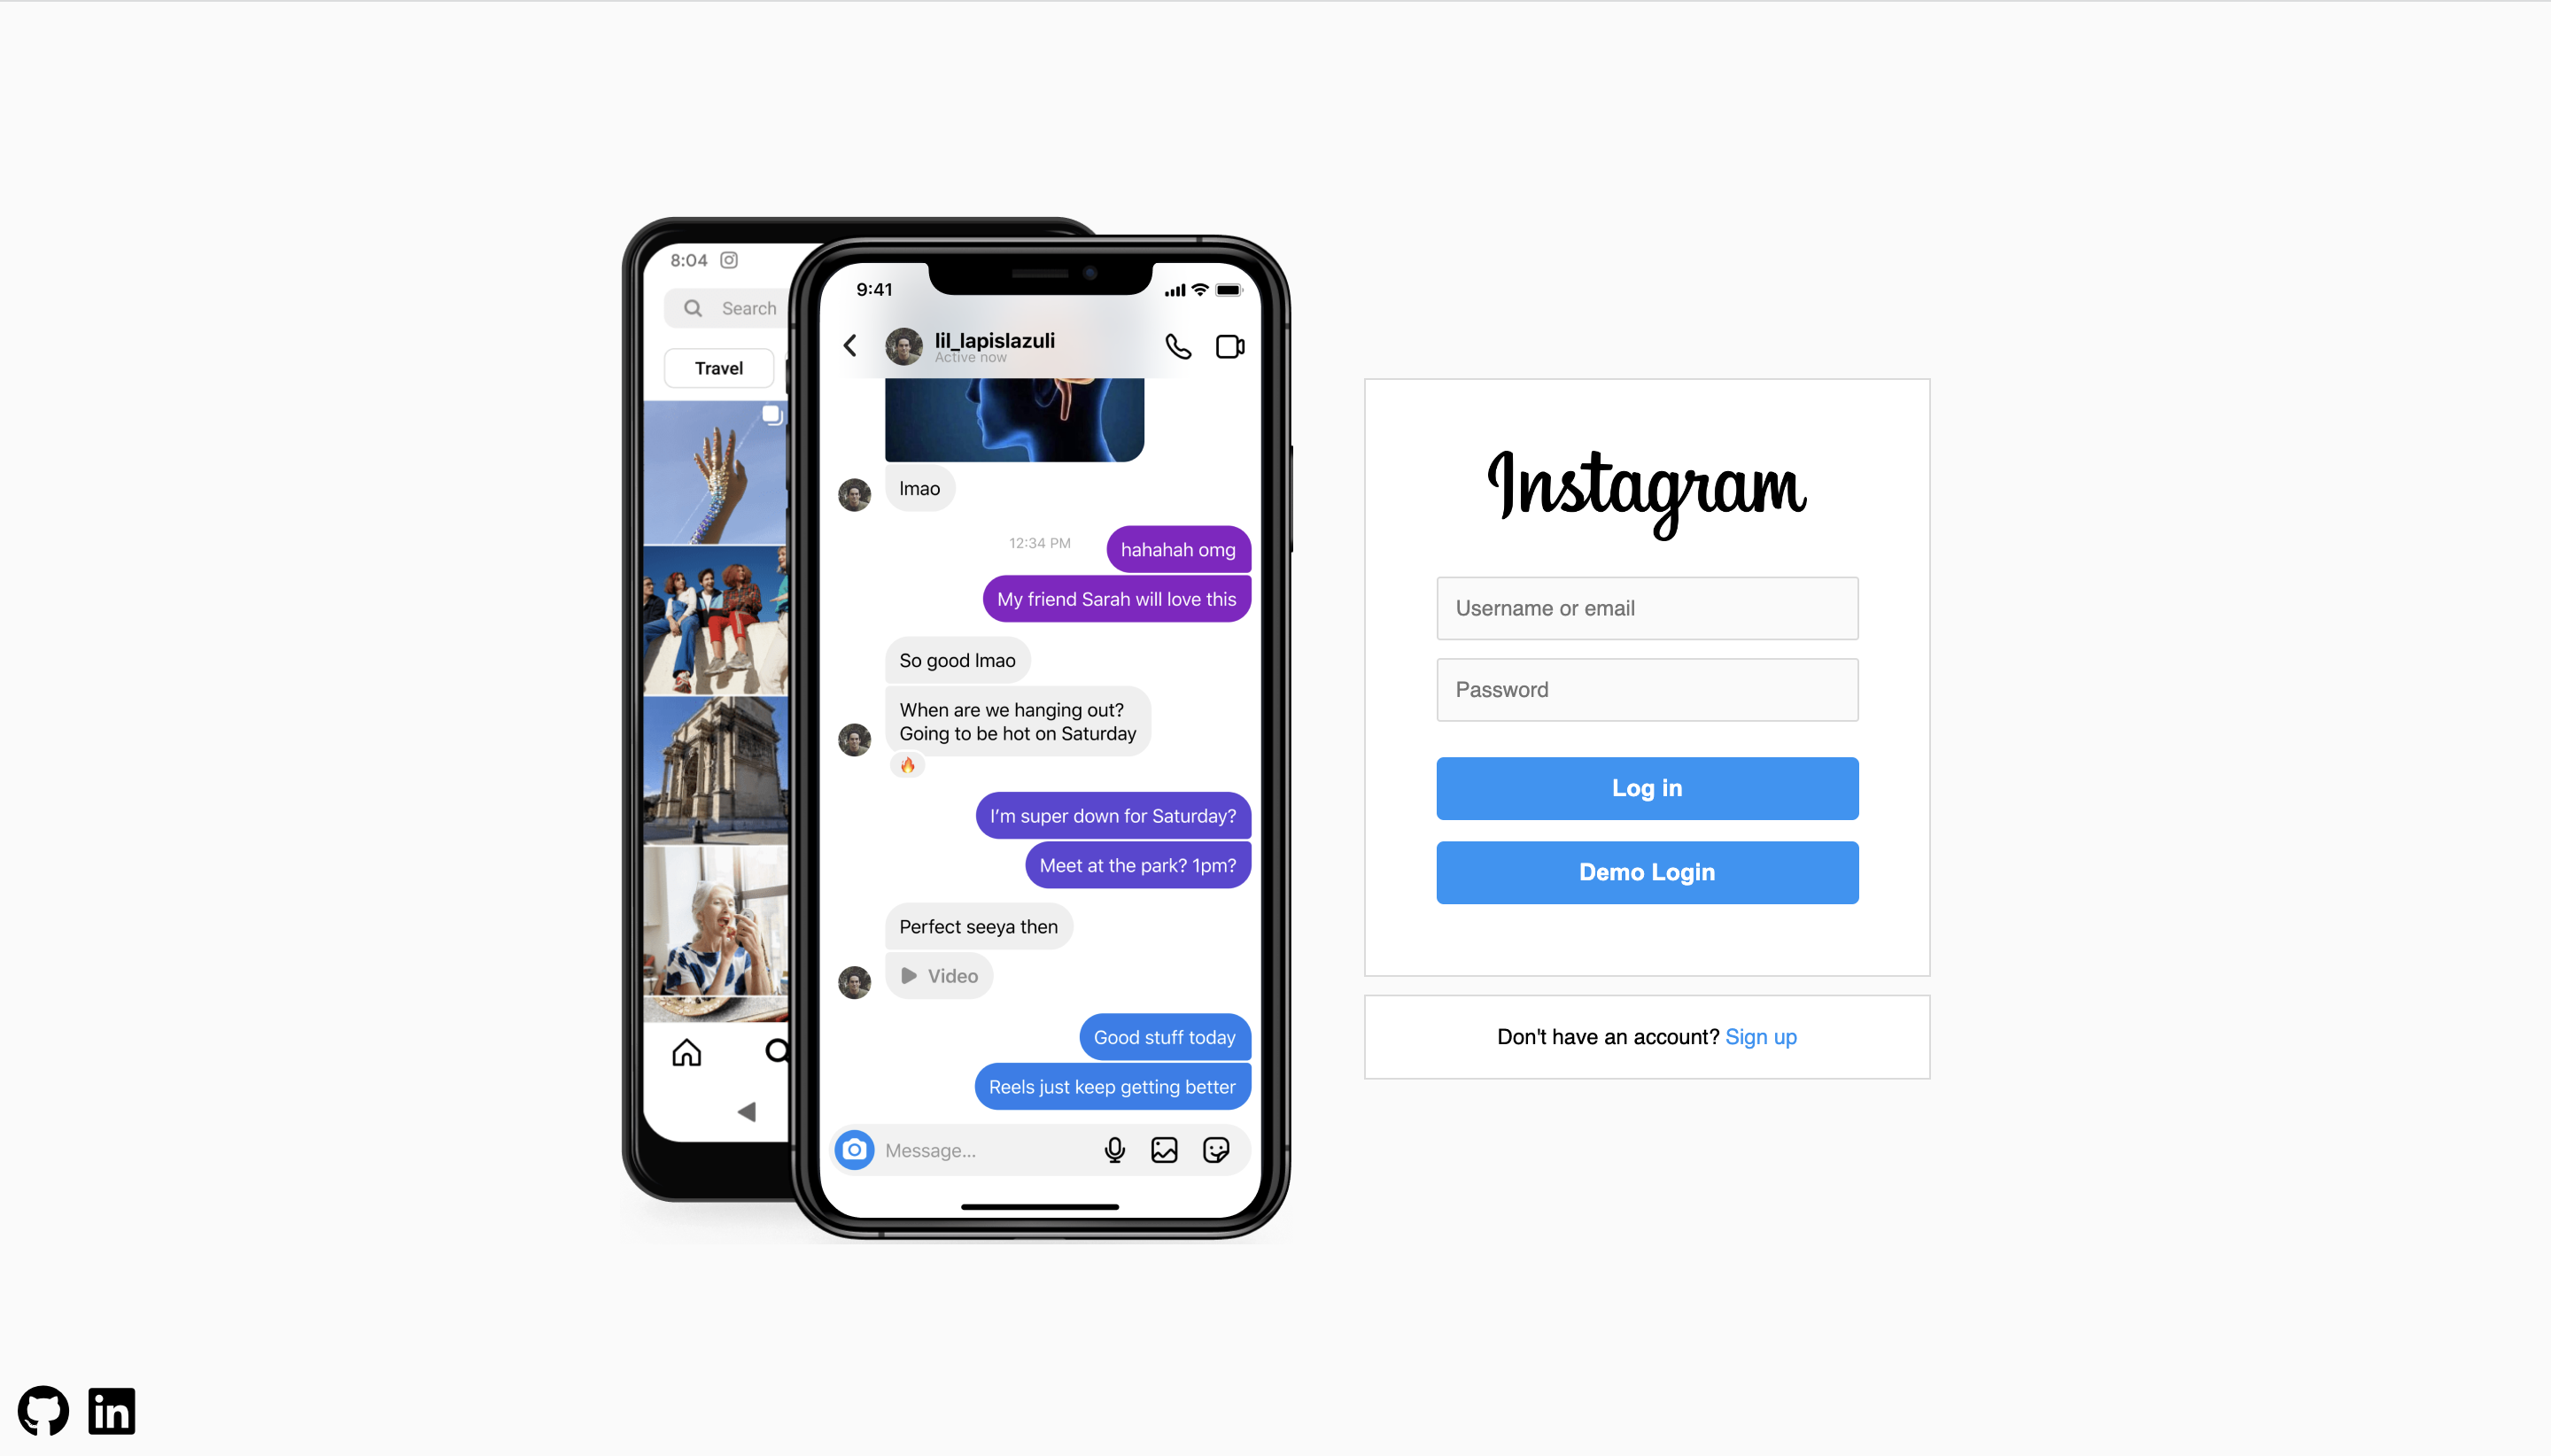 8:04
Search
Travel
9:41
lil_lapislazuli
Active now
lmao
12:34 PM
hahahah omg
My friend Sarah will love this
So good lmao
When are we hanging out?
Going to be hot on Saturday
I’m super down for Saturday?
Meet at the park? 1pm?
Perfect seeya then
Video
Good stuff today
Reels just keep getting better
Message...
Instagram
Username or email
Password
Log in
Demo Login
Don't have an account? Sign up
in